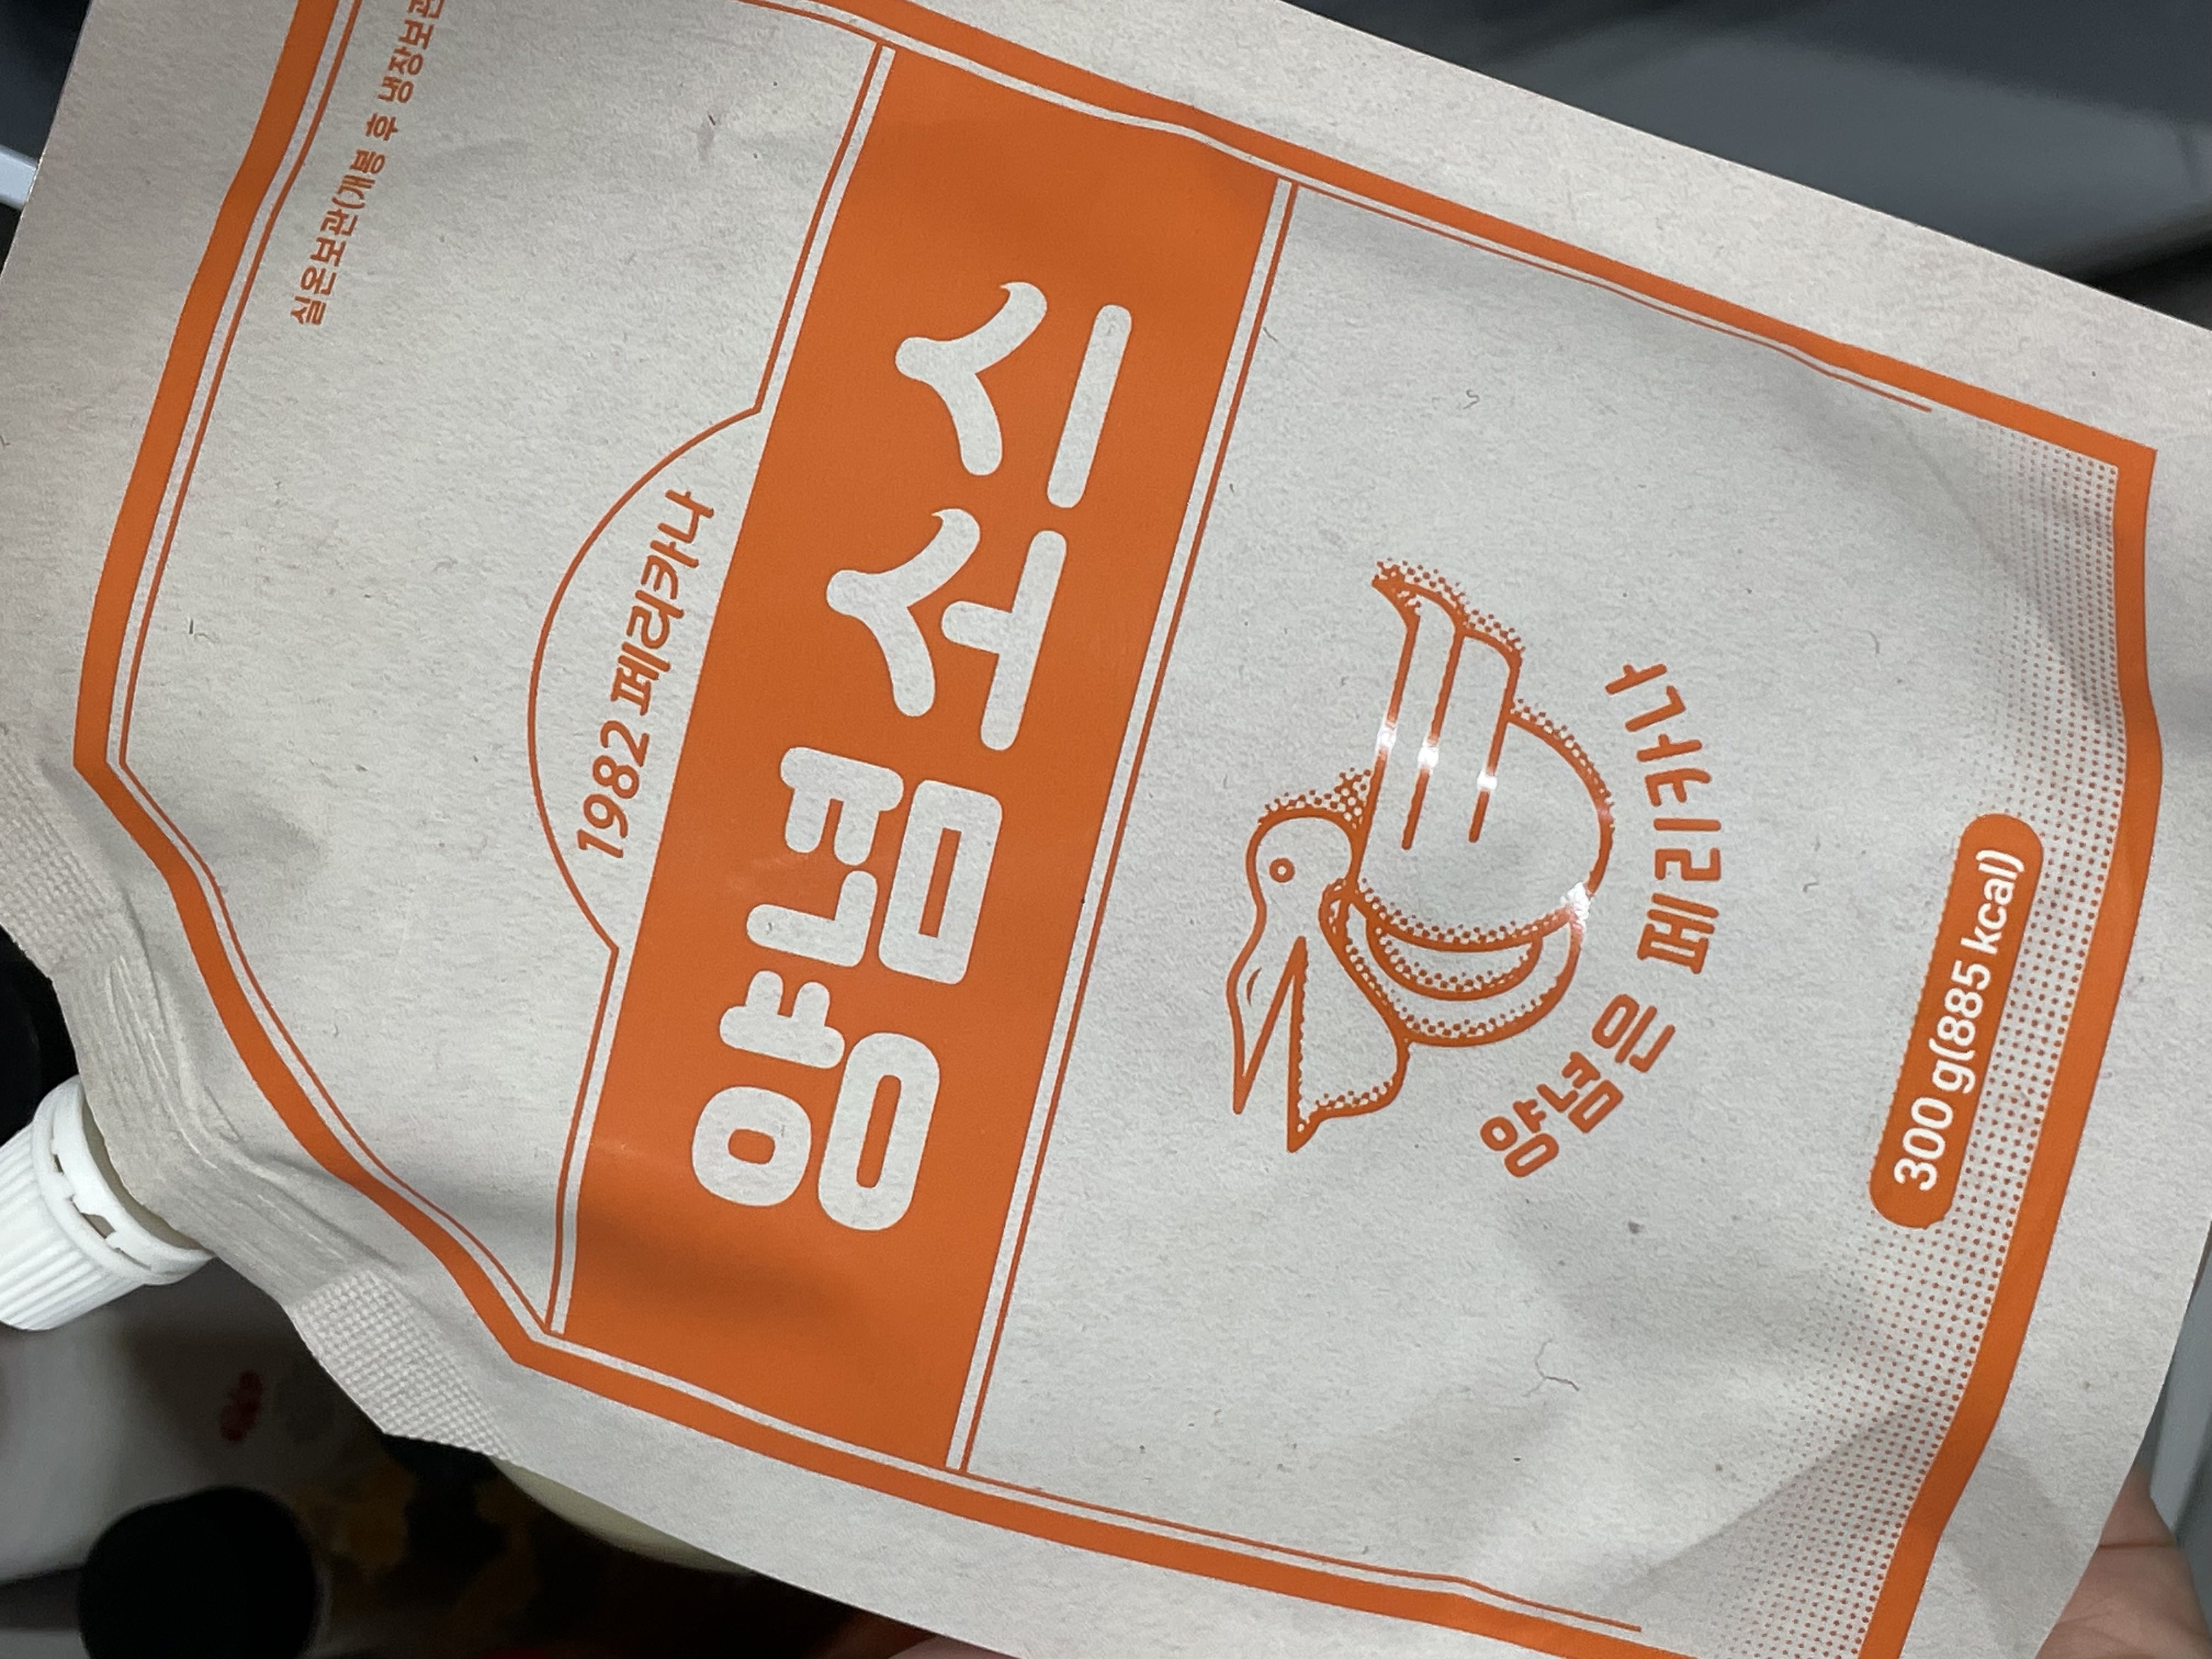 실온보관(개봉 후 냉장보관
1982 페리카나
양념소스
양념은 페리카나
300 g(885 kcal)